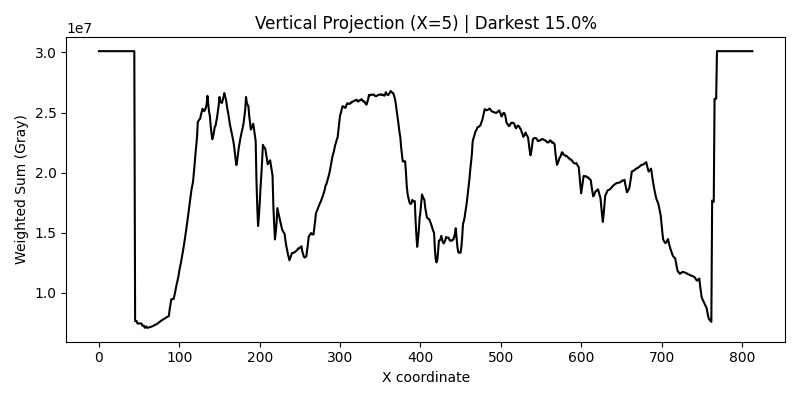 Vertical Projection (X=5) | Darkest 15.0%
1e7
3.0
2.5
2.0
1.5
1.0
Weighted Sum (Gray)
0 100 200 300 400 500 600 700 800
X coordinate